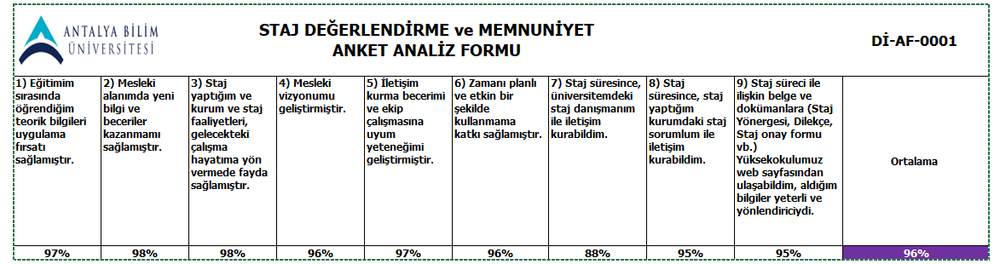 ANTALYA BİLİM
ÜNİVERSİTESİ
STAJ DEĞERLENDİRME ve MEMNUNİYET
ANKET ANALİZ FORMU
Dİ-AF-0001
1) Eğitimim
sırasında
öğrendiğim
teorik bilgileri
uygulama
fırsatı
sağlamıştır.
2) Mesleki
alanımda yeni
bilgi ve
beceriler
kazanmamı
sağlamıştır.
3) Staj
yaptığım ve
kurum ve staj
faaliyetleri,
gelecekteki
çalışma
hayatıma yön
vermede fayda
sağlamıştır.
4) Mesleki
vizyonumu
geliştirmiştir.
5) İletişim
kurma becerimi
ve ekip
çalışmasına
uyum
yeteneğimi
geliştirmiştir.
6) Zamanı planlı
ve etkin bir
şekilde
kullanmama
katkı sağlamıştır.
7) Staj süresince,
üniversitemdeki
staj danışmanım
ile iletişim
kurabildim.
8) Staj
süresince, staj
yaptığım
kurumdaki staj
sorumlum ile
iletişim
kurabildim.
9) Staj süreci ile
ilişkin belge ve
dokümanlara (Staj
Yönergesi, Dilekçe,
Staj onay formu
vb.)
Yüksekokulumuz
web sayfasından
ulaşabildim, aldığım
bilgiler yeterli ve
yönlendiriciydi.
Ortalama
97% 98% 98% 96% 97% 96% 88% 95% 95% 96%